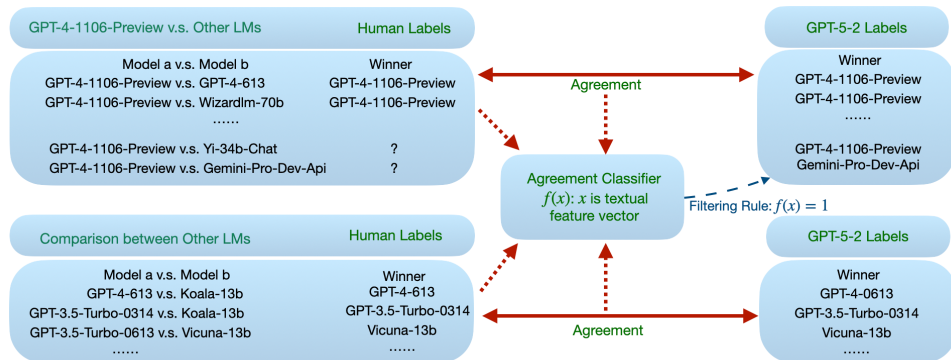 GPT-4-1106-Preview v.s. Other LMs
Human Labels
GPT-5-2 Labels
Model a v.s. Model b
Winner
GPT-4-1106-Preview v.s. GPT-4-613
GPT-4-1106-Preview
GPT-4-1106-Preview v.s. Wizardlm-70b
GPT-4-1106-Preview
......
GPT-4-1106-Preview v.s. Yi-34b-Chat
?
GPT-4-1106-Preview v.s. Gemini-Pro-Dev-Api
?
Agreement
Winner
GPT-4-1106-Preview
GPT-4-1106-Preview
......
GPT-4-1106-Preview
Gemini-Pro-Dev-Api
Agreement Classifier
f(x): x is textual
feature vector
Filtering Rule: f(x) = 1
Comparison between Other LMs
Human Labels
GPT-5-2 Labels
Model a v.s. Model b
Winner
GPT-4-613 v.s. Koala-13b
GPT-4-613
GPT-3.5-Turbo-0314 v.s. Koala-13b
GPT-3.5-Turbo-0314
GPT-3.5-Turbo-0613 v.s. Vicuna-13b
Vicuna-13b
......
......
Agreement
Winner
GPT-4-0613
GPT-3.5-Turbo-0314
Vicuna-13b
......